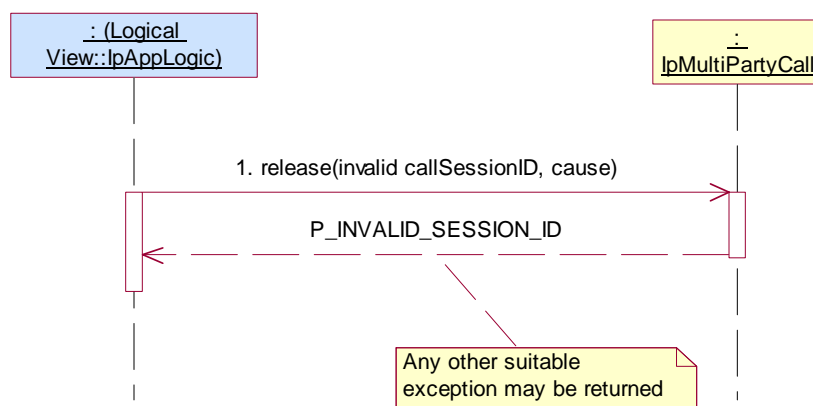 : (Logical
View::IpAppLogic)
:
IpMultiPartyCall
1. release(invalid callSessionID, cause)
P_INVALID_SESSION_ID
Any other suitable
exception may be returned